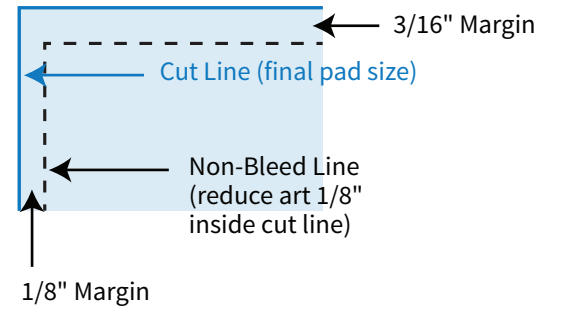 3/16" Margin
Cut Line (final pad size)
Non-Bleed Line
(reduce art 1/8"
inside cut line)
1/8" Margin